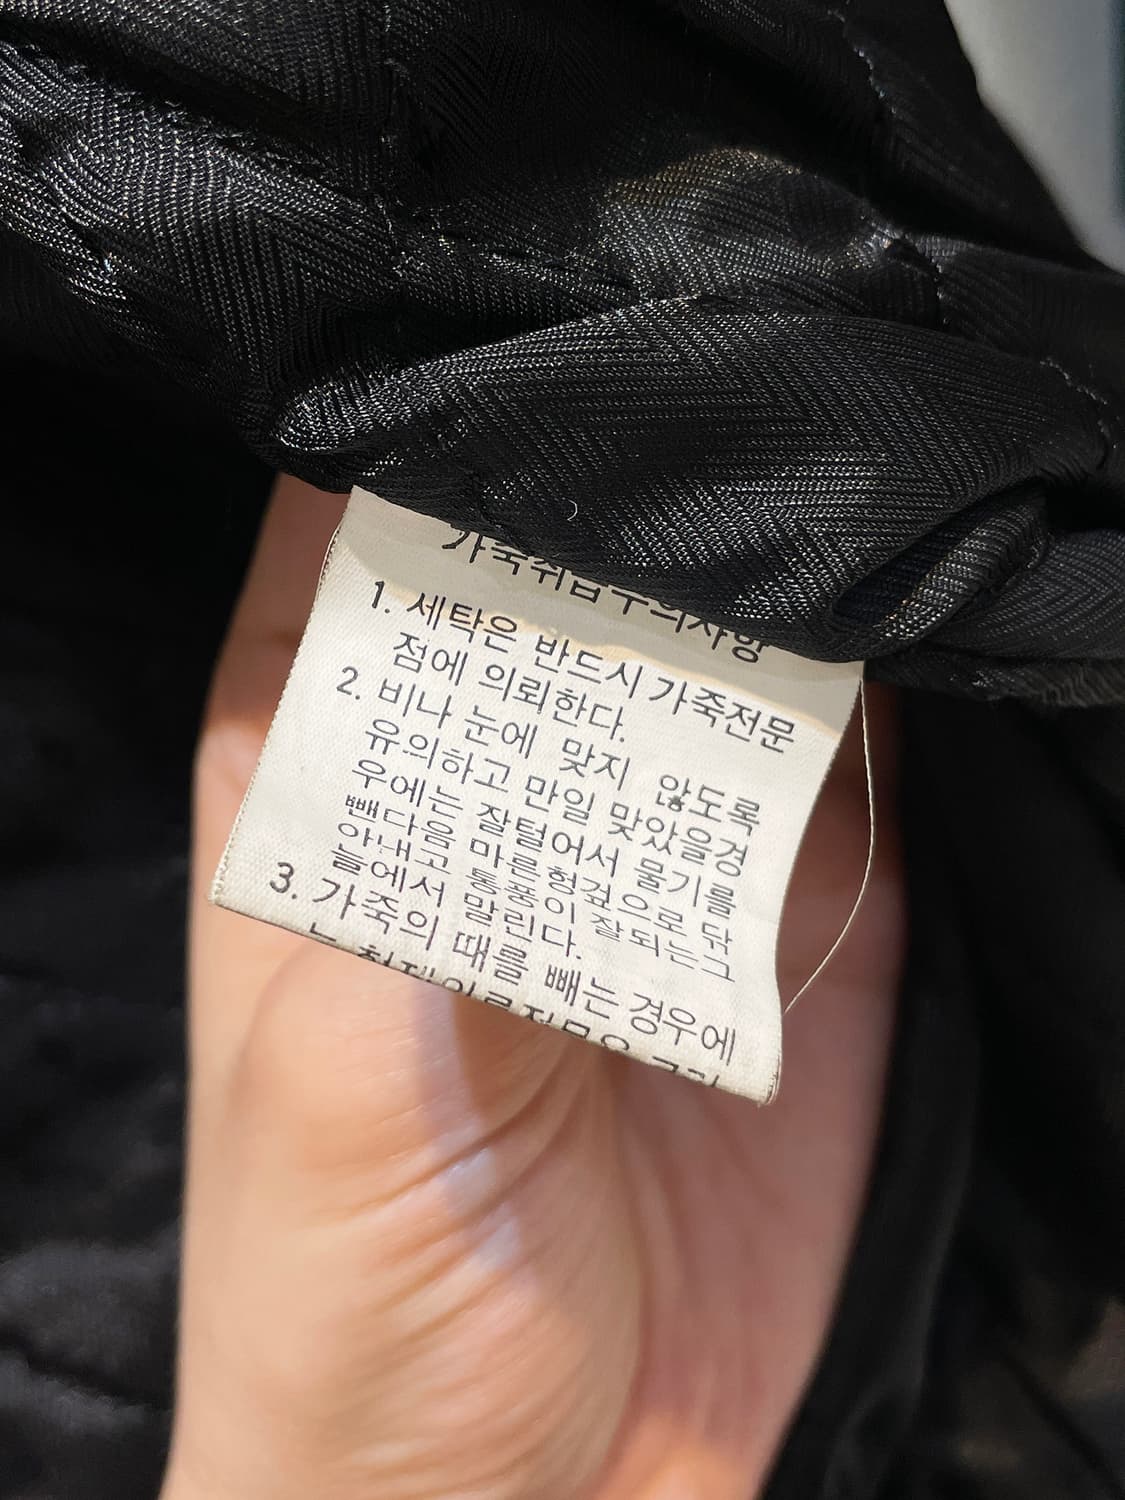 가죽취급주의사항
1. 세탁은 반드시 가죽전문
점에 의뢰한다.
2. 비나 눈에 맞지 않도록
유의하고 만일 맞았을경
우에는 잘털어서 물기를
뺀다음 마른헝겊으로 닦
아내고 통풍이 잘되는그
늘에서 말린다.
3. 가죽의 때를 빼는 경우에